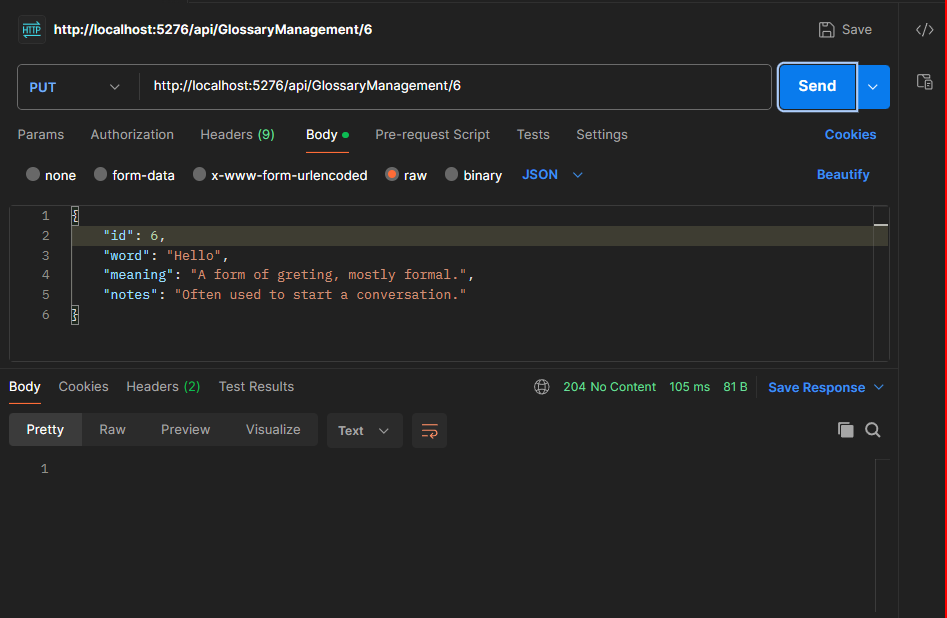 HTTP http://localhost:5276/api/GlossaryManagement/6 Save
PUT http://localhost:5276/api/GlossaryManagement/6 Send
Params Authorization Headers (9) Body Pre-request Script Tests Settings Cookies
none form-data x-www-form-urlencoded raw binary JSON Beautify
1 {
2 "id": 6,
3 "word": "Hello",
4 "meaning": "A form of greting, mostly formal.",
5 "notes": "Often used to start a conversation."
6 }
Body Cookies Headers (2) Test Results 204 No Content 105 ms 81 B Save Response
Pretty Raw Preview Visualize Text
1